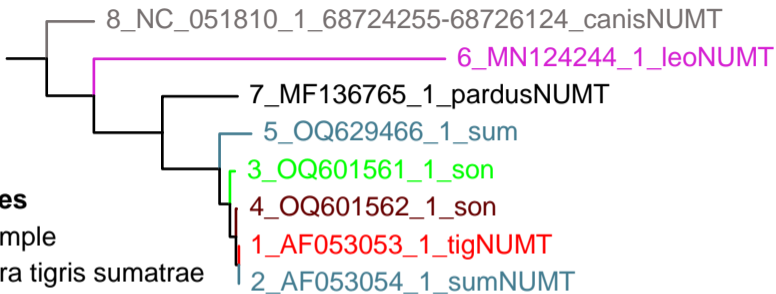 8_NC_051810_1_68724255-68726124_canisNUMT
6_MN124244_1_leoNUMT
7_MF136765_1_pardusNUMT
5_OQ629466_1_sum
3_OQ601561_1_son
4_OQ601562_1_son
1_AF053053_1_tigNUMT
2_AF053054_1_sumNUMT
es
mple
ra tigris sumatrae